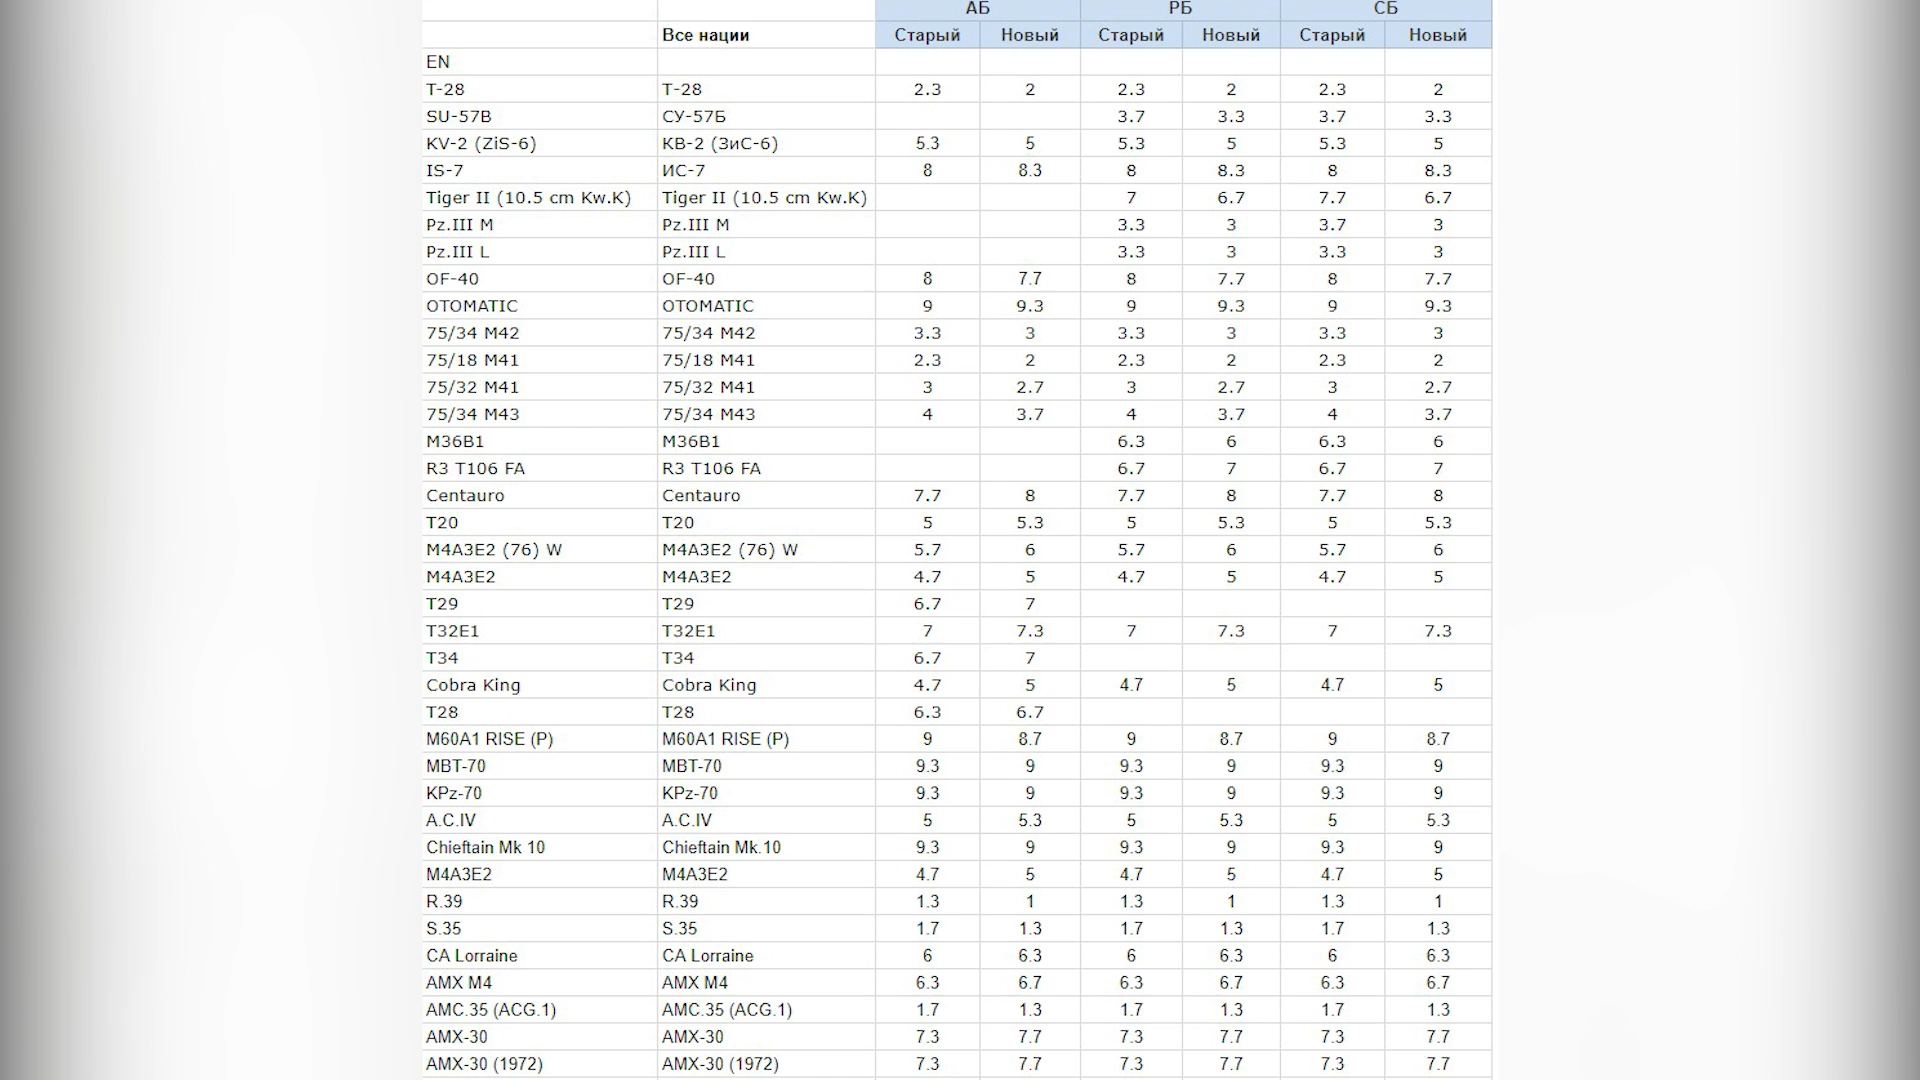 АБ РБ СБ
Все нации Старый Новый Старый Новый Старый Новый
EN
T-28 Т-28 2.3 2 2.3 2 2.3 2
SU-57B СУ-57Б 3.7 3.3 3.7 3.3
KV-2 (ZiS-6) КВ-2 (ЗиС-6) 5.3 5 5.3 5 5.3 5
IS-7 ИС-7 8 8.3 8 8.3 8 8.3
Tiger II (10.5 cm Kw.K) Tiger II (10.5 cm Kw.K) 7 6.7 7.7 6.7
Pz.III M Pz.III M 3.3 3 3.7 3
Pz.III L Pz.III L 3.3 3 3.3 3
OF-40 OF-40 8 7.7 8 7.7 8 7.7
OTOMATIC OTOMATIC 9 9.3 9 9.3 9 9.3
75/34 M42 75/34 M42 3.3 3 3.3 3 3.3 3
75/18 M41 75/18 M41 2.3 2 2.3 2 2.3 2
75/32 M41 75/32 M41 3 2.7 3 2.7 3 2.7
75/34 M43 75/34 M43 4 3.7 4 3.7 4 3.7
M36B1 M36B1 6.3 6 6.3 6
R3 T106 FA R3 T106 FA 6.7 7 6.7 7
Centauro Centauro 7.7 8 7.7 8 7.7 8
T20 T20 5 5.3 5 5.3 5 5.3
M4A3E2 (76) W M4A3E2 (76) W 5.7 6 5.7 6 5.7 6
M4A3E2 M4A3E2 4.7 5 4.7 5 4.7 5
T29 T29 6.7 7
T32E1 T32E1 7 7.3 7 7.3 7 7.3
T34 T34 6.7 7
Cobra King Cobra King 4.7 5 4.7 5 4.7 5
T28 T28 6.3 6.7
M60A1 RISE (P) M60A1 RISE (P) 9 8.7 9 8.7 9 8.7
MBT-70 MBT-70 9.3 9 9.3 9 9.3 9
KPz-70 KPz-70 9.3 9 9.3 9 9.3 9
A.C.IV A.C.IV 5 5.3 5 5.3 5 5.3
Chieftain Mk 10 Chieftain Mk.10 9.3 9 9.3 9 9.3 9
M4A3E2 M4A3E2 4.7 5 4.7 5 4.7 5
R.39 R.39 1.3 1 1.3 1 1.3 1
S.35 S.35 1.7 1.3 1.7 1.3 1.7 1.3
CA Lorraine CA Lorraine 6 6.3 6 6.3 6 6.3
AMX M4 AMX M4 6.3 6.7 6.3 6.7 6.3 6.7
AMC.35 (ACG.1) AMC.35 (ACG.1) 1.7 1.3 1.7 1.3 1.7 1.3
AMX-30 AMX-30 7.3 7.7 7.3 7.7 7.3 7.7
AMX-30 (1972) AMX-30 (1972) 7.3 7.7 7.3 7.7 7.3 7.7